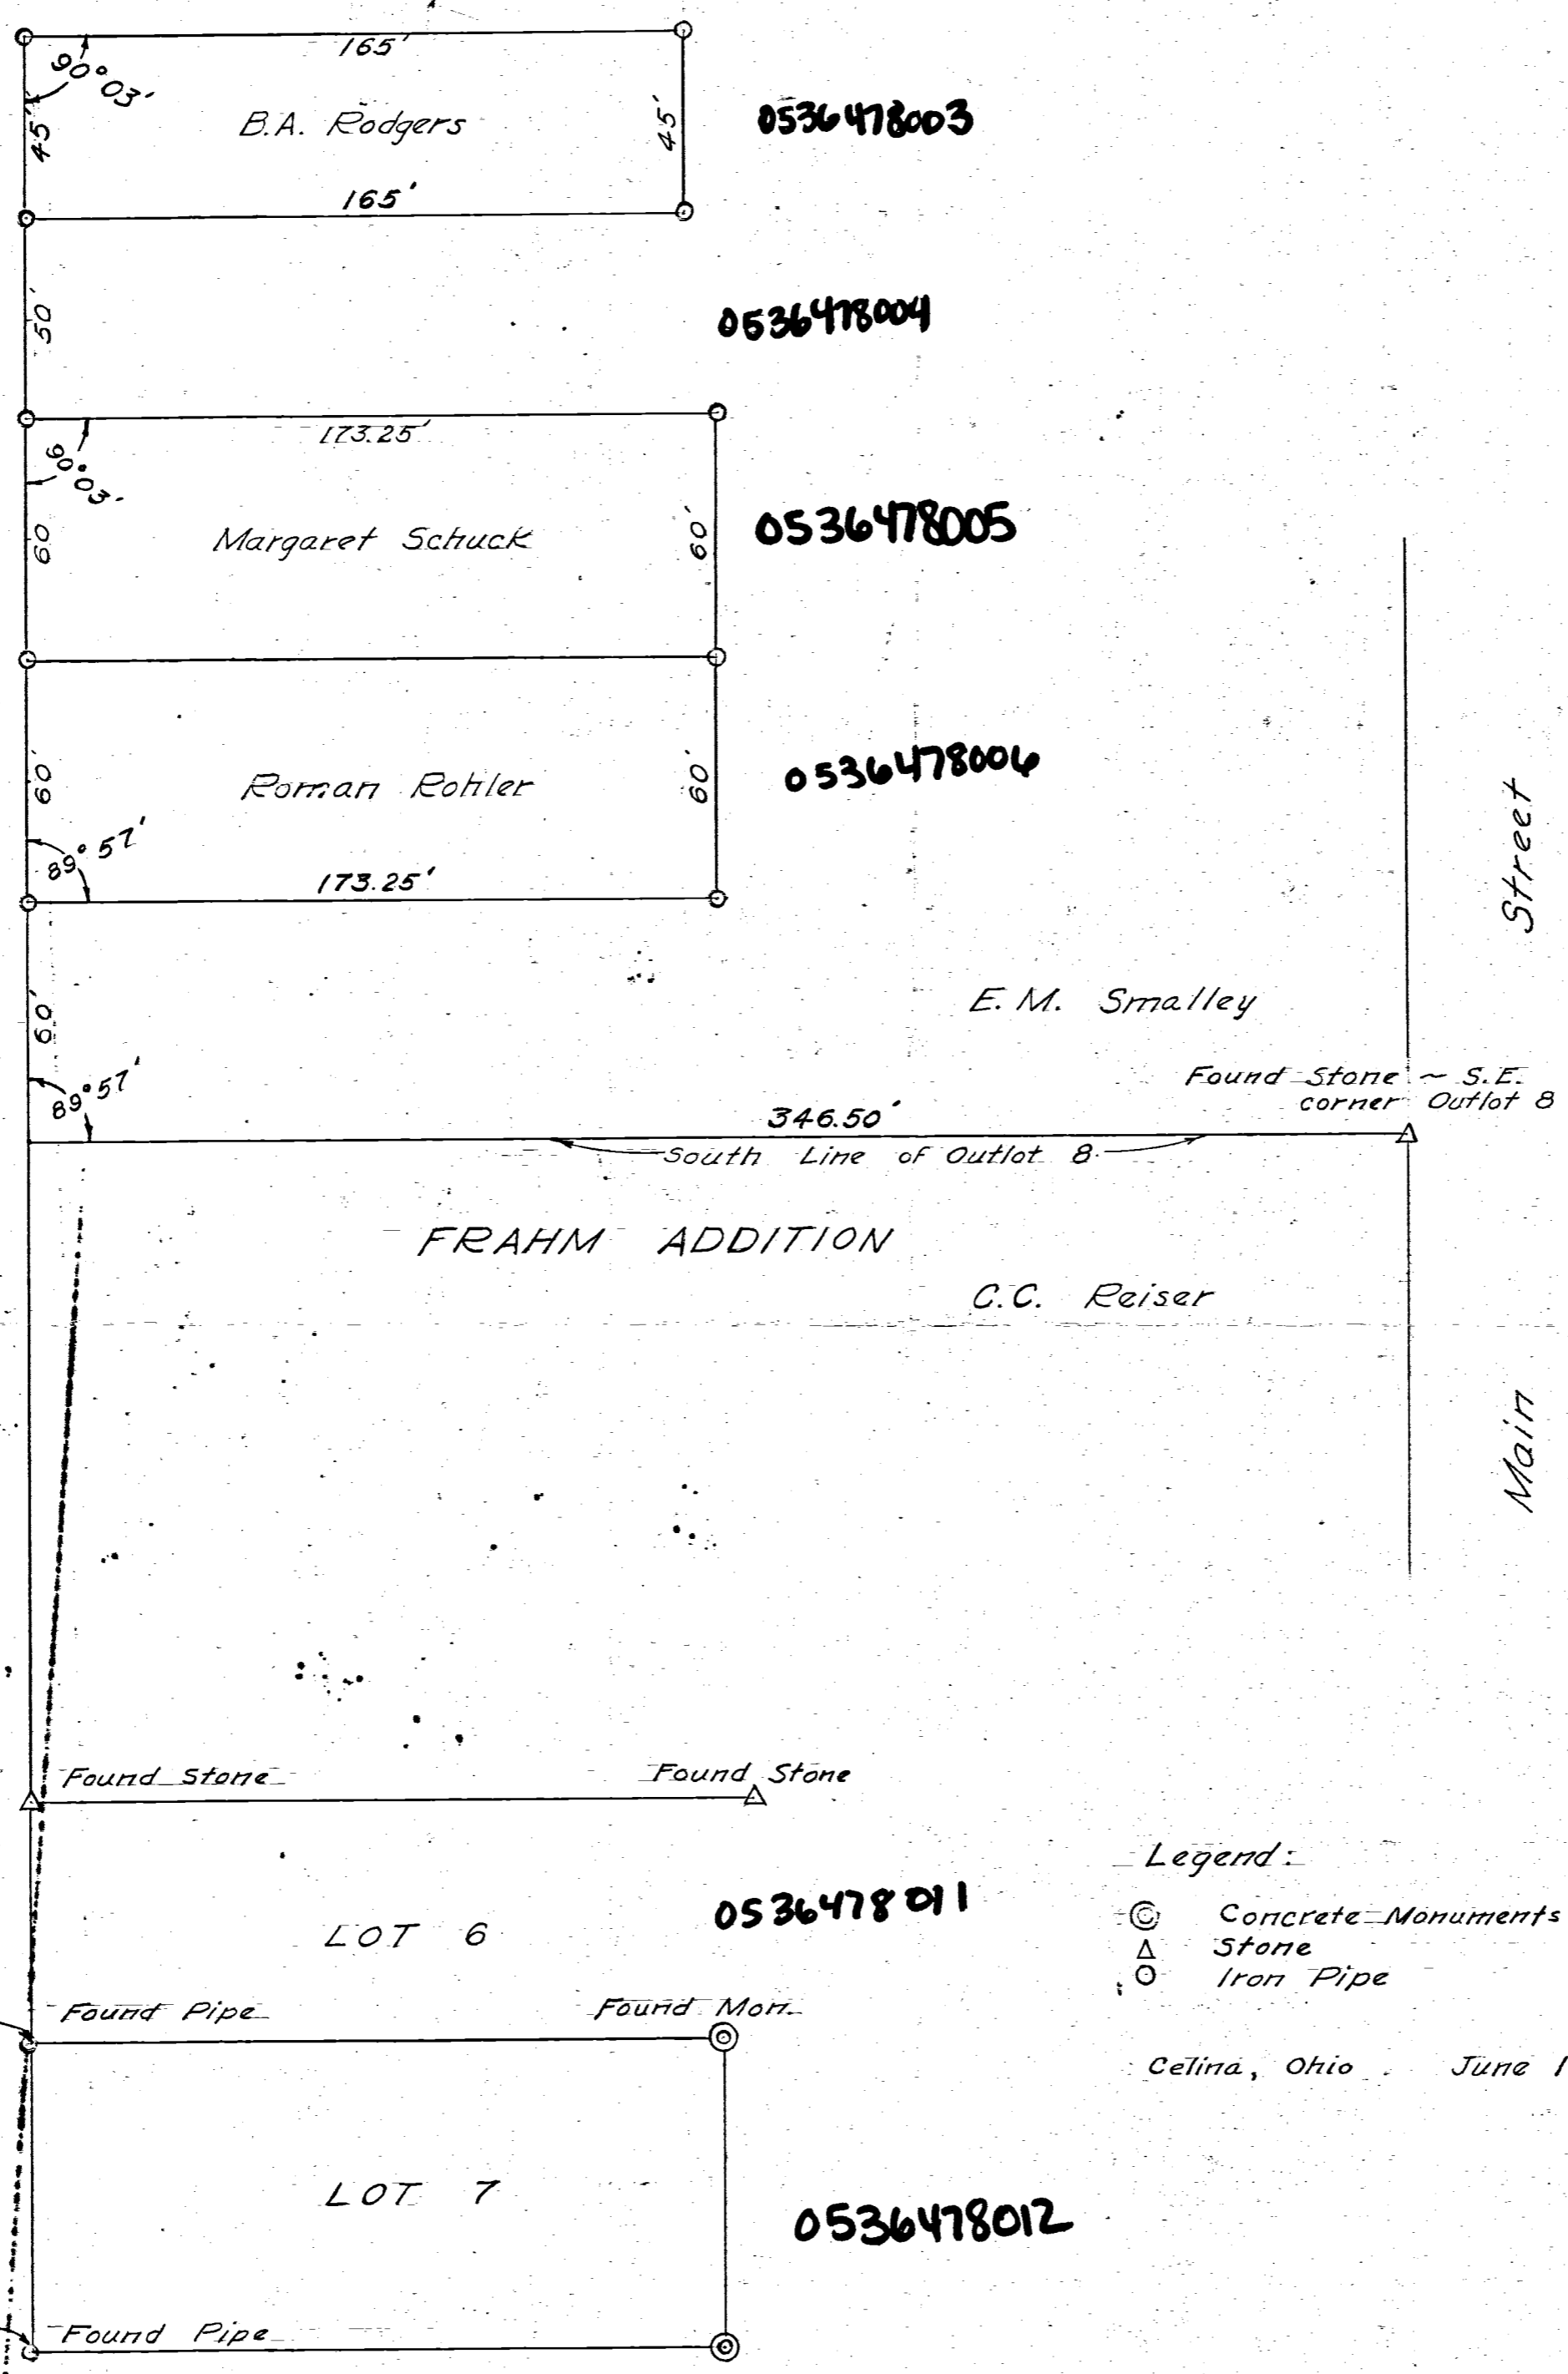 165'
90° 03'
45'
B.A. Rodgers
45'
0536478003
165'
50'
0536478004
173.25'
90° 03'
60'
Margaret Schuck
60'
0536478005
60'
Roman Rohler
60'
0536478006
89° 57'
173.25'
Street
60'
E. M. Smalley
89° 57'
Found Stone ~ S.E.
corner Outlot 8
346.50'
South Line of Outlot 8
FRAHM ADDITION
C.C. Reiser
Main
Found Stone
Found Stone
LOT 6
0536478011
Legend:
Concrete Monuments
Stone
Iron Pipe
Found Pipe
Found Mon.
Celina, Ohio June 1
LOT 7
0536478012
Found Pipe